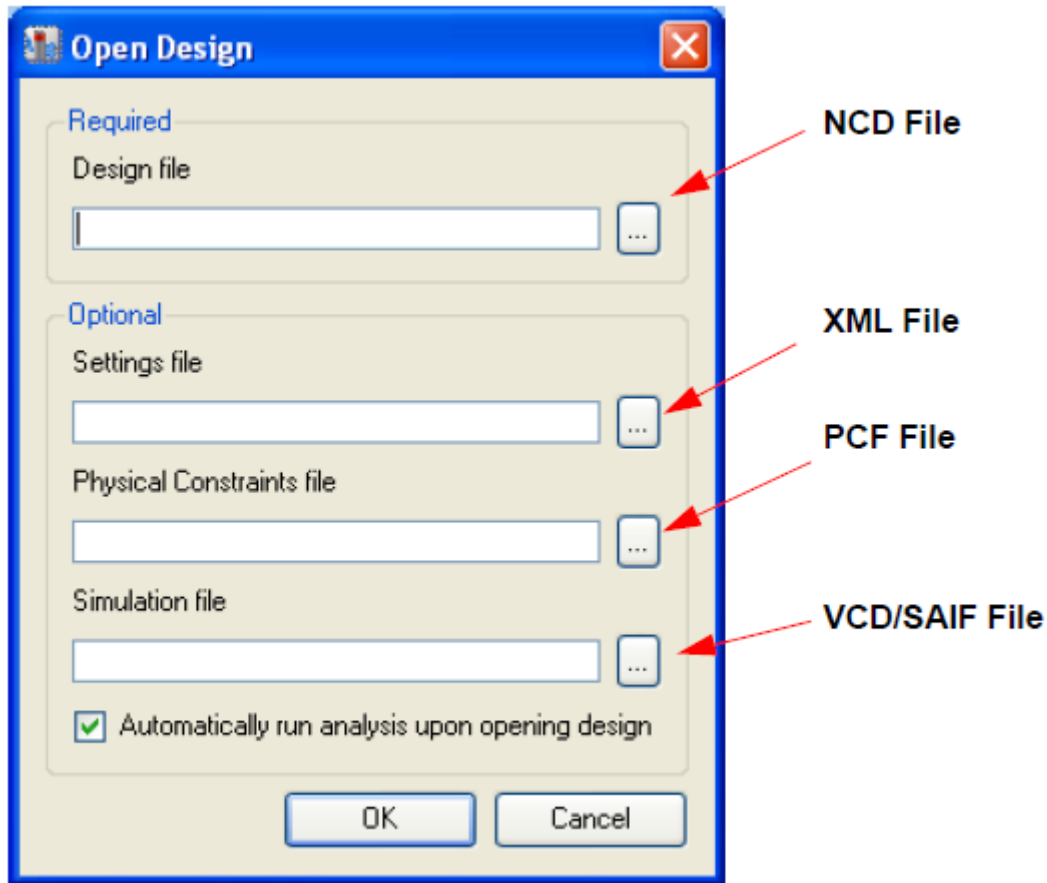 Open Design
Required
NCD File
Design file
...
Optional
XML File
Settings file
...
PCF File
Physical Constraints file
...
Simulation file
VCD/SAIF File
...
Automatically run analysis upon opening design
OK
Cancel